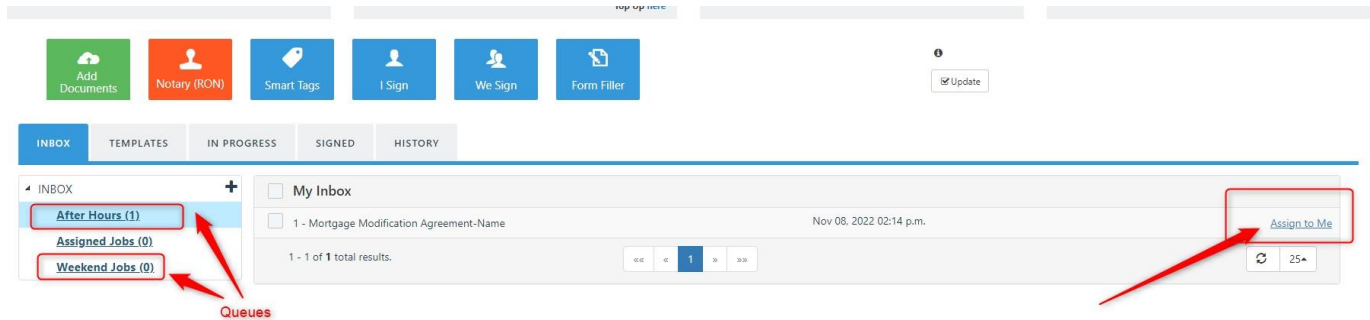 Top Up here
Add
Documents
Notary (RON)
Smart Tags
I Sign
We Sign
Form Filler
Update
INBOX
TEMPLATES
IN PROGRESS
SIGNED
HISTORY
INBOX
After Hours (1)
Assigned Jobs (0)
Weekend Jobs (0)
Queues
My Inbox
1 - Mortgage Modification Agreement-Name
Nov 08, 2022 02:14 p.m.
Assign to Me
1 - 1 of 1 total results.
«« « 1 » »»
25